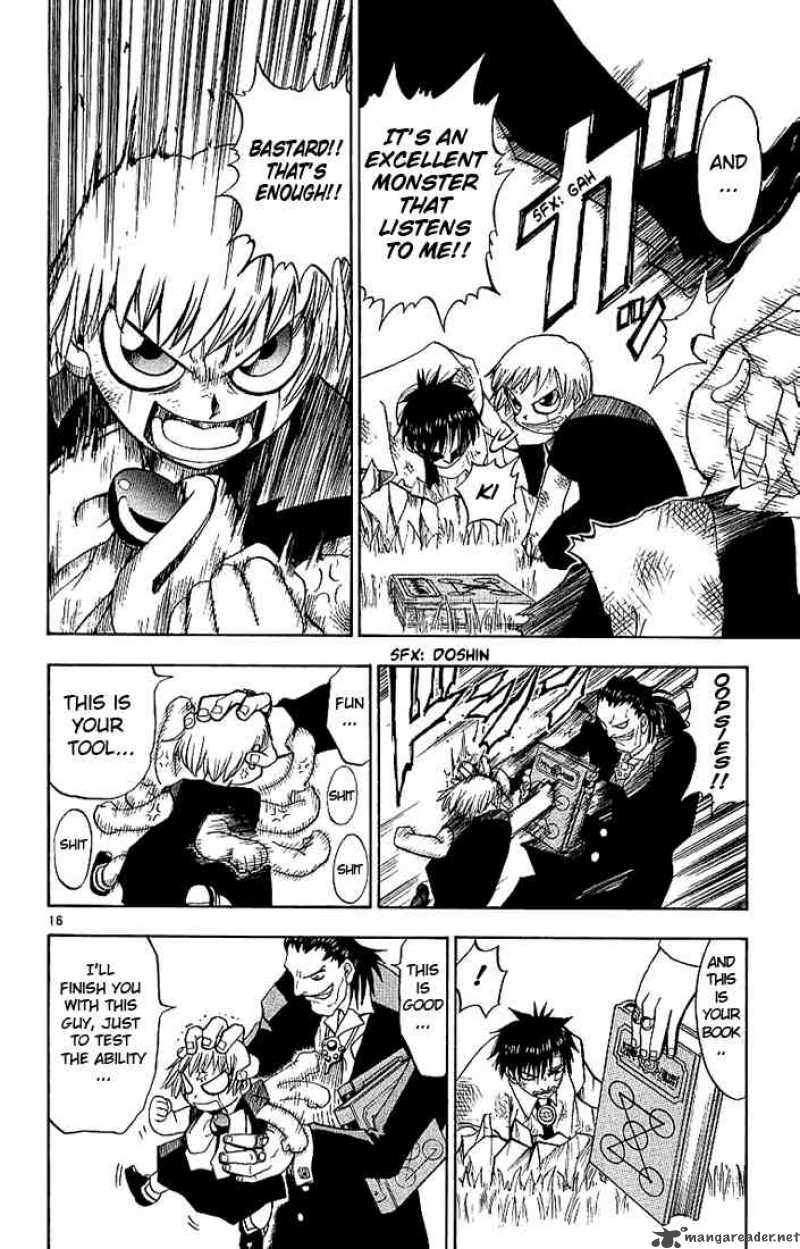 AND
...
SFX: GAH
ガッ
IT'S AN
EXCELLENT
MONSTER
THAT
LISTENS
TO ME!!
KI
BASTARD!!
THAT'S
ENOUGH!!
SFX: DOSHIN
OOPSIES!!
FUN
...
THIS IS
YOUR
TOOL...
SHIT
SHIT
SHIT
16
AND
THIS
IS YOUR
BOOK
..
!
THIS
IS
GOOD
...
I'LL
FINISH YOU
WITH THIS
GUY, JUST
TO TEST
THE ABILITY
...
mangareader.net